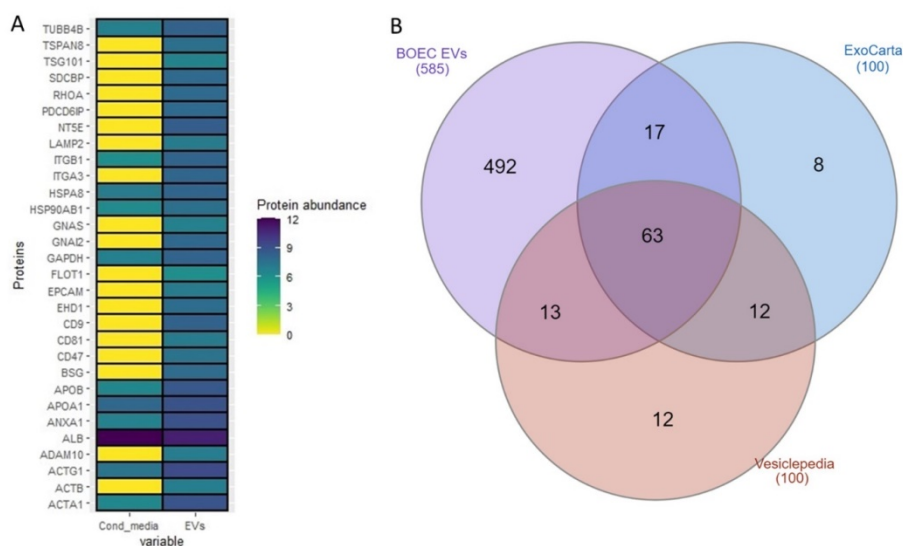 A
TUBB4B
TSPAN8
TSG101
SDCBP
RHOA
PDCD6IP
NT5E
LAMP2
ITGB1
ITGA3
HSPA8
HSP90AB1
GNAS
GNAI2
GAPDH
FLOT1
EPCAM
EHD1
CD9
CD81
CD47
BSG
APOB
APOA1
ANXA1
ALB
ADAM10
ACTG1
ACTB
ACTA1
Proteins
Cond_media EVs
variable
Protein abundance
12
9
6
3
0
B
BOEC EVs
(585)
ExoCarta
(100)
492
17
8
63
13
12
12
Vesiclepedia
(100)